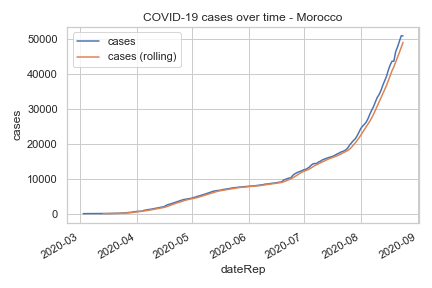 COVID-19 cases over time - Morocco
cases
cases (rolling)
50000
40000
30000
20000
10000
0
cases
2020-03
2020-04
2020-05
2020-06
2020-07
2020-08
2020-09
dateRep